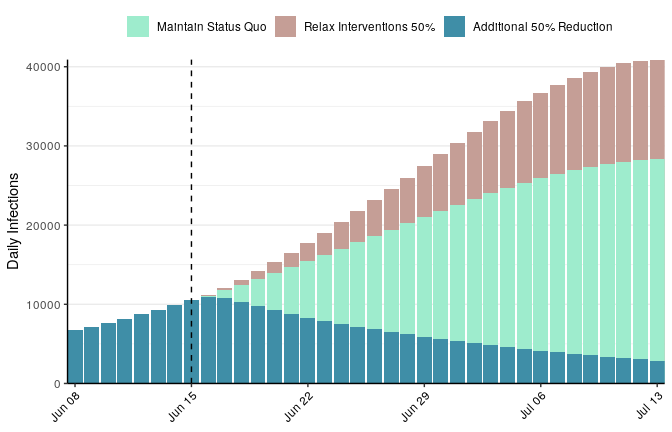 Maintain Status Quo Relax Interventions 50% Additional 50% Reduction
Daily Infections
40000
30000
20000
10000
0
Jun 08 Jun 15 Jun 22 Jun 29 Jul 06 Jul 13